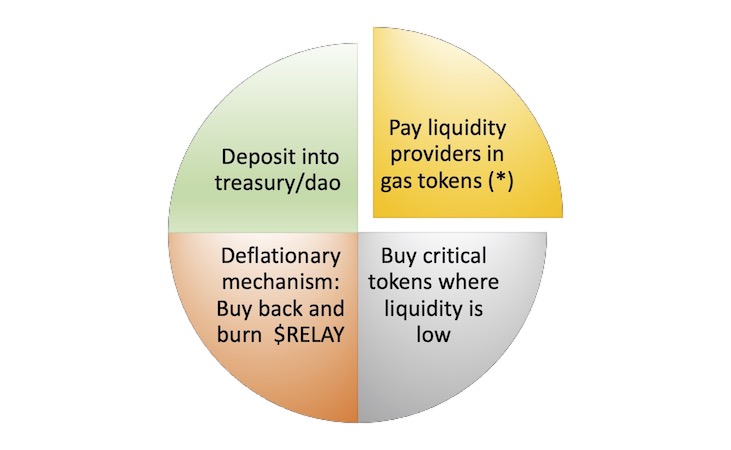 Deposit into
treasury/dao
Pay liquidity
providers in
gas tokens (*)
Deflationary
mechanism:
Buy back and
burn $RELAY
Buy critical
tokens where
liquidity is
low